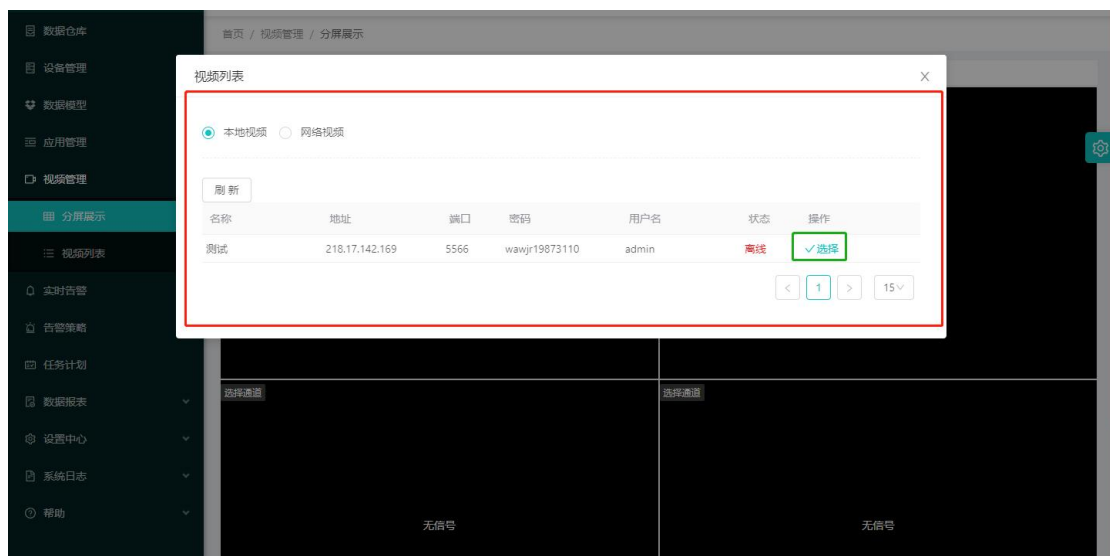 数据仓库
首页 / 视频管理 / 分屏展示
设备管理
视频列表
X
数据模型
本地视频 网络视频
应用管理
视频管理
刷新
分屏展示
名称 地址 端口 密码 用户名 状态 操作
视频列表
测试 218.17.142.169 5566 wawjr19873110 admin 离线 选择
实时告警
< 1 > 15
告警策略
任务计划
数据报表
选择通道 选择通道
设置中心
系统日志
帮助
无信号 无信号